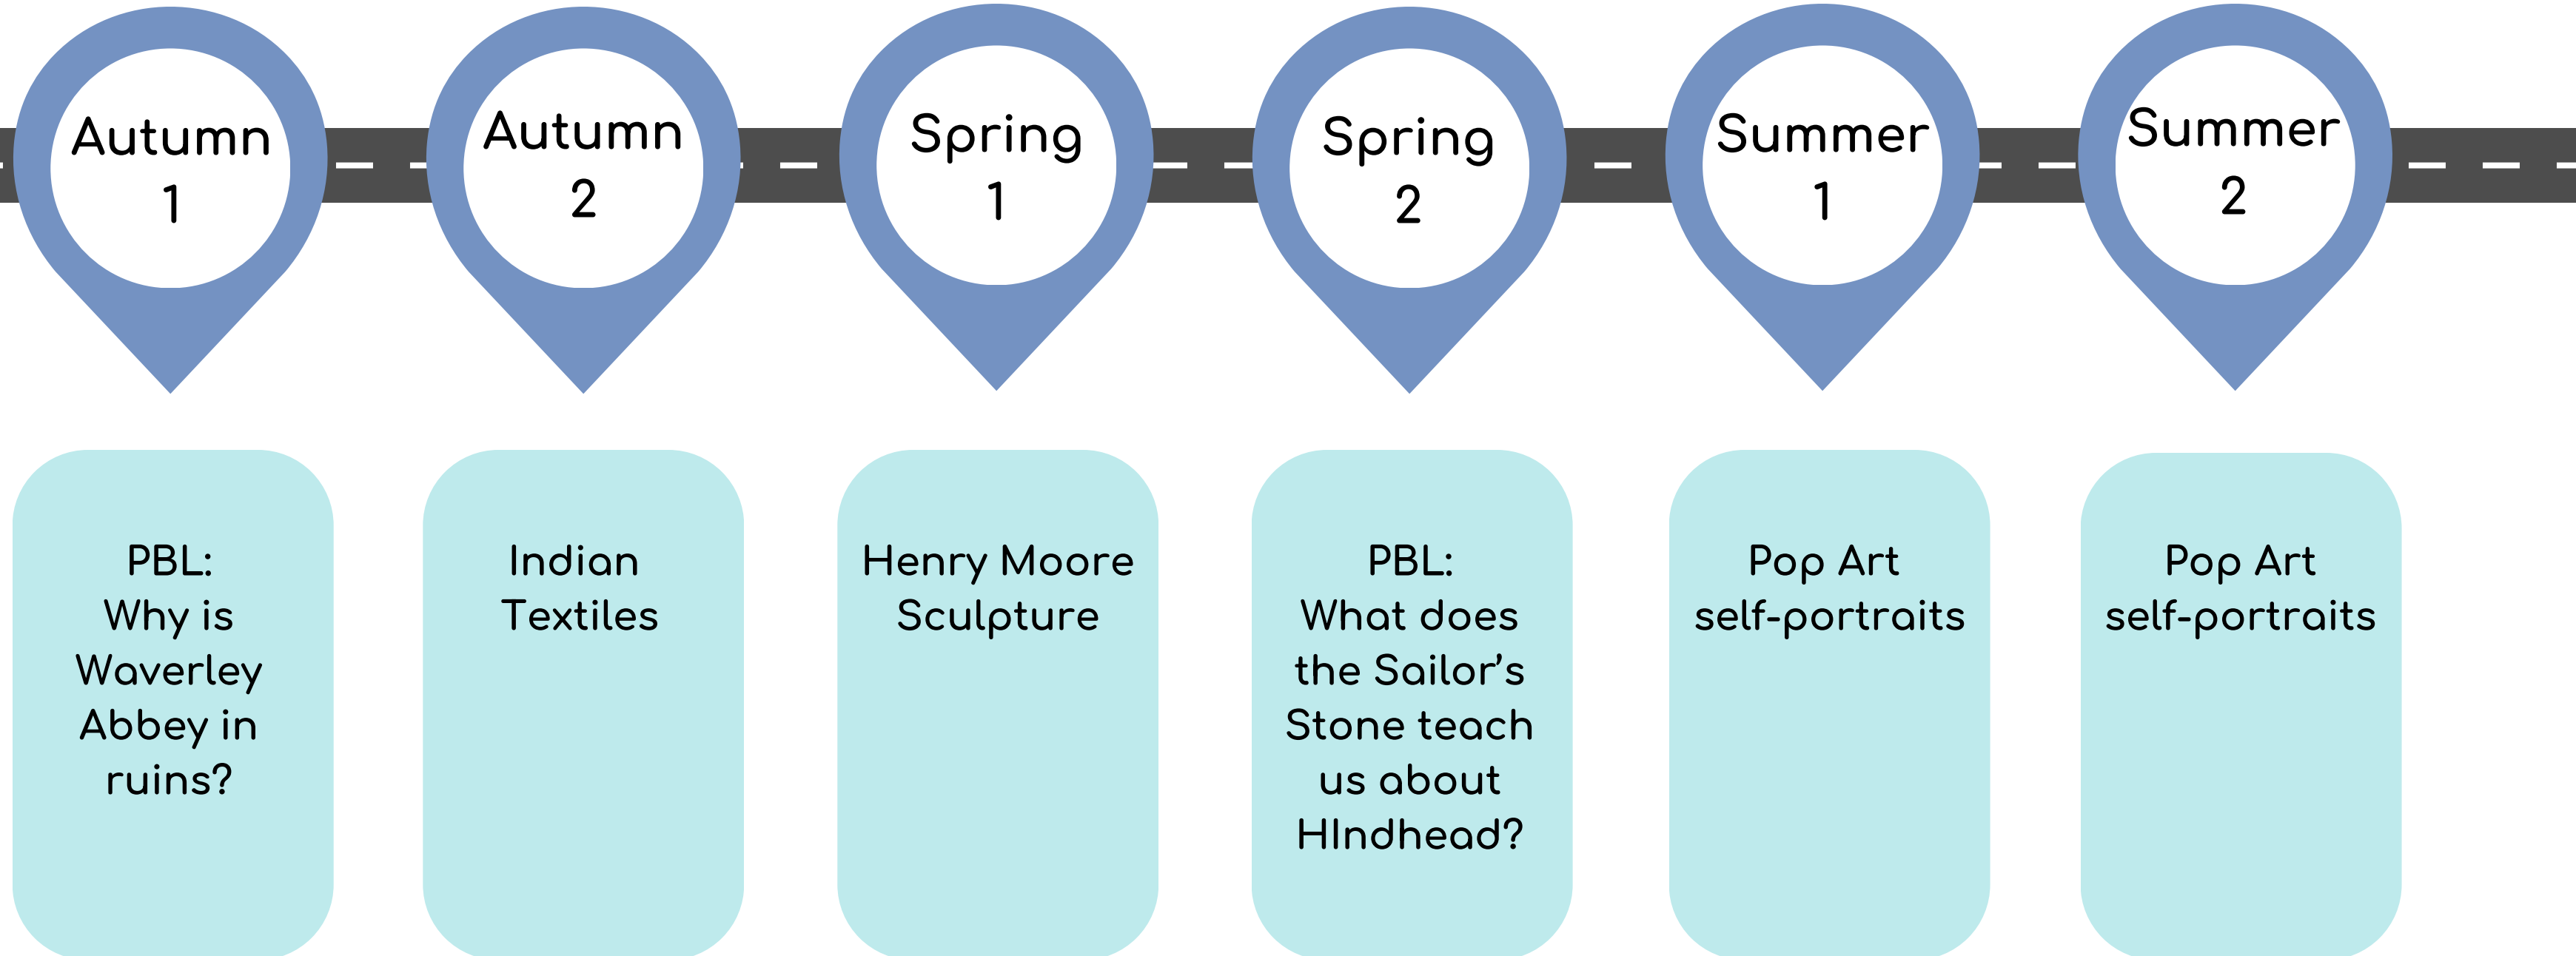 Autumn
1
Autumn
2
Spring
1
Spring
2
Summer
1
Summer
2
PBL:
Why is
Waverley
Abbey in
ruins?
Indian
Textiles
Henry Moore
Sculpture
PBL:
What does
the Sailor’s
Stone teach
us about
HIndhead?
Pop Art
self-portraits
Pop Art
self-portraits